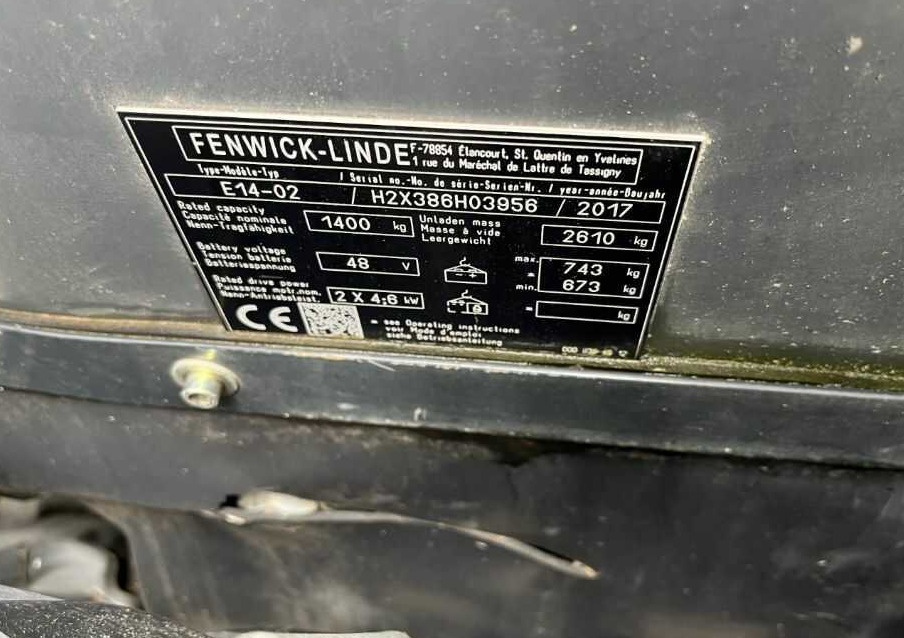 FENWICK-LINDE
F-78854 Élancourt, St. Quentin en Yvelines
1 rue du Maréchal de Lattre de Tassigny
Type-Modèle-Typ / Serial no.-No. de série-Serien-Nr. / year-année-Baujahr
E14-02 / H2X386H03956 / 2017
Rated capacity
Capacité nominale
Nenn-Tragfähigkeit
1400 kg
Unladen mass
Masse à vide
Leergewicht
2610 kg
Battery voltage
Tension batterie
Batteriespannung
48 V
max. 743 kg
min. 673 kg
Rated drive power
Puissance motr.nom.
Nenn-Antriebsleist.
2 X 4,6 kW
= kg
CE
= see Operating instructions
voir Mode d'emploi
siehe Betriebsanleitung